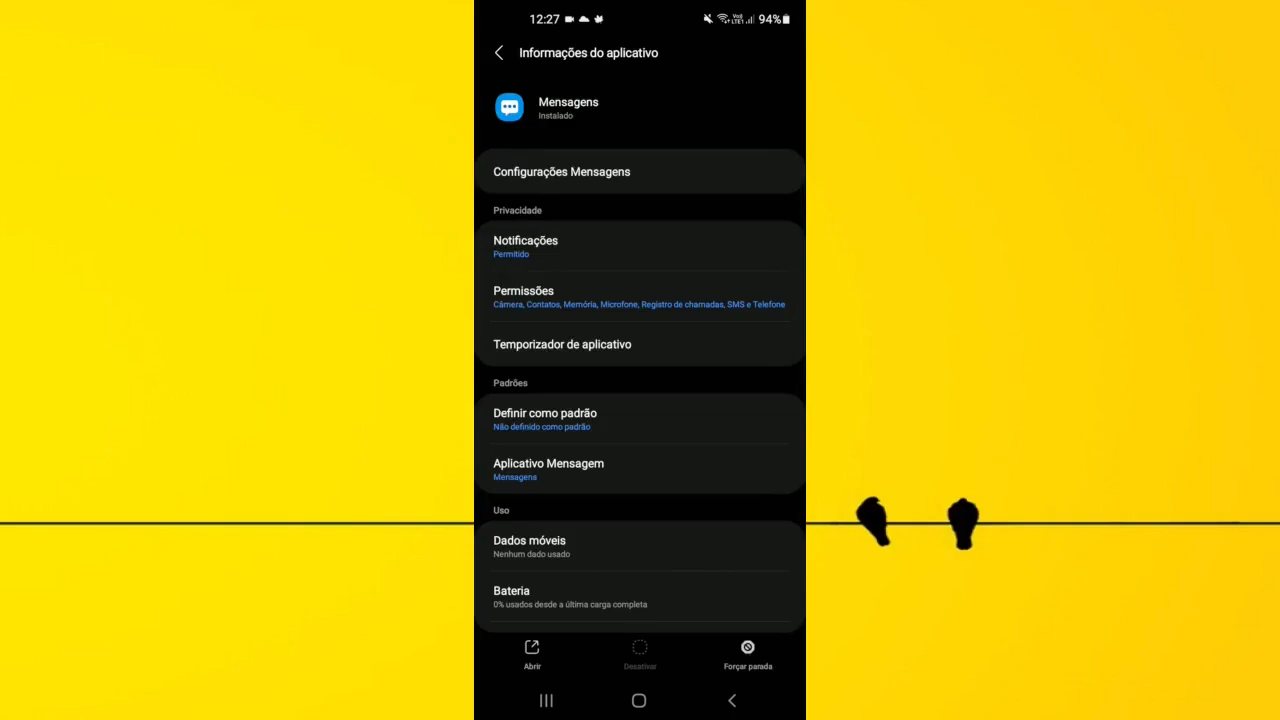 12:27
VoB LTE1 94%
Informações do aplicativo
Mensagens
Instalado
Configurações Mensagens
Privacidade
Notificações
Permitido
Permissões
Câmera, Contatos, Memória, Microfone, Registro de chamadas, SMS e Telefone
Temporizador de aplicativo
Padrões
Definir como padrão
Não definido como padrão
Aplicativo Mensagem
Mensagens
Uso
Dados móveis
Nenhum dado usado
Bateria
0% usados desde a última carga completa
Abrir
Desativar
Forçar parada